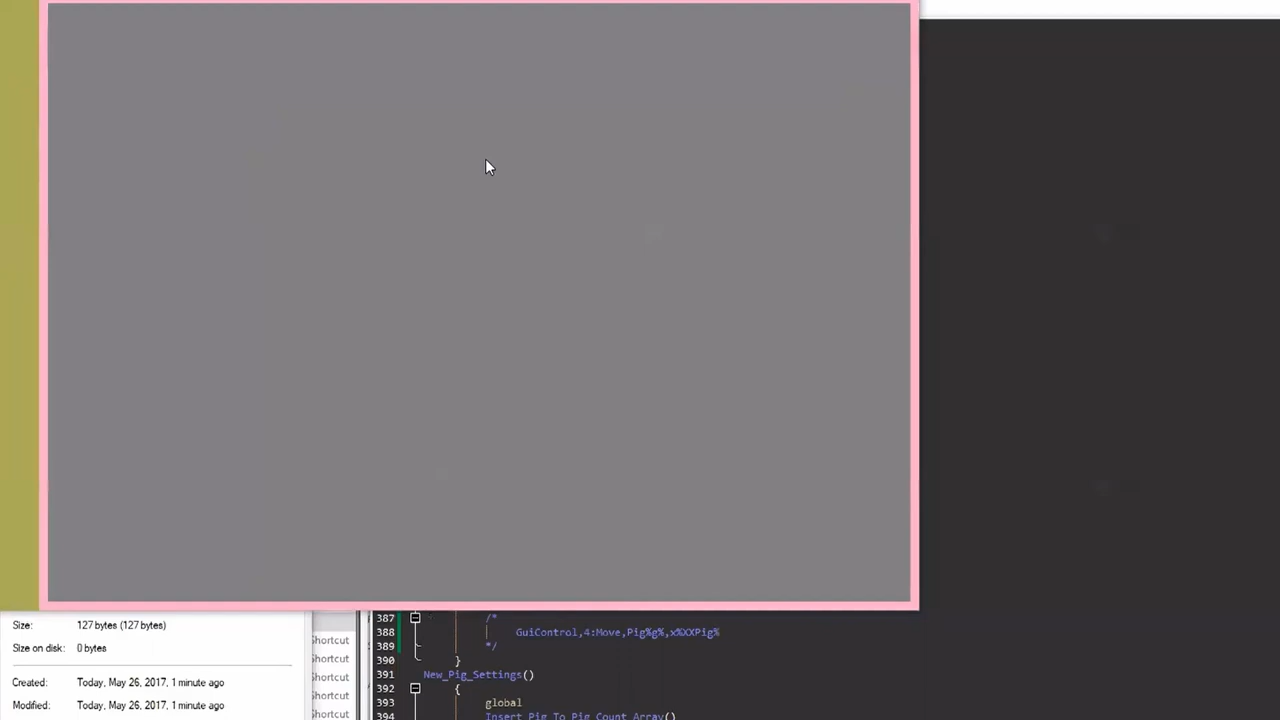 Size: 127 bytes (127 bytes)
Size on disk: 0 bytes
Created: Today, May 26, 2017, 1 minute ago
Modified: Today, May 26, 2017, 1 minute ago
Shortcut
Shortcut
Shortcut
Shortcut
Shortcut
387 /*
388 GuiControl,4:Move,Pig%g%,x%XXPig%
389 */
390 }
391 New_Pig_Settings()
392 {
393 global
394 Insert_Pig_To_Pig_Count_Array()